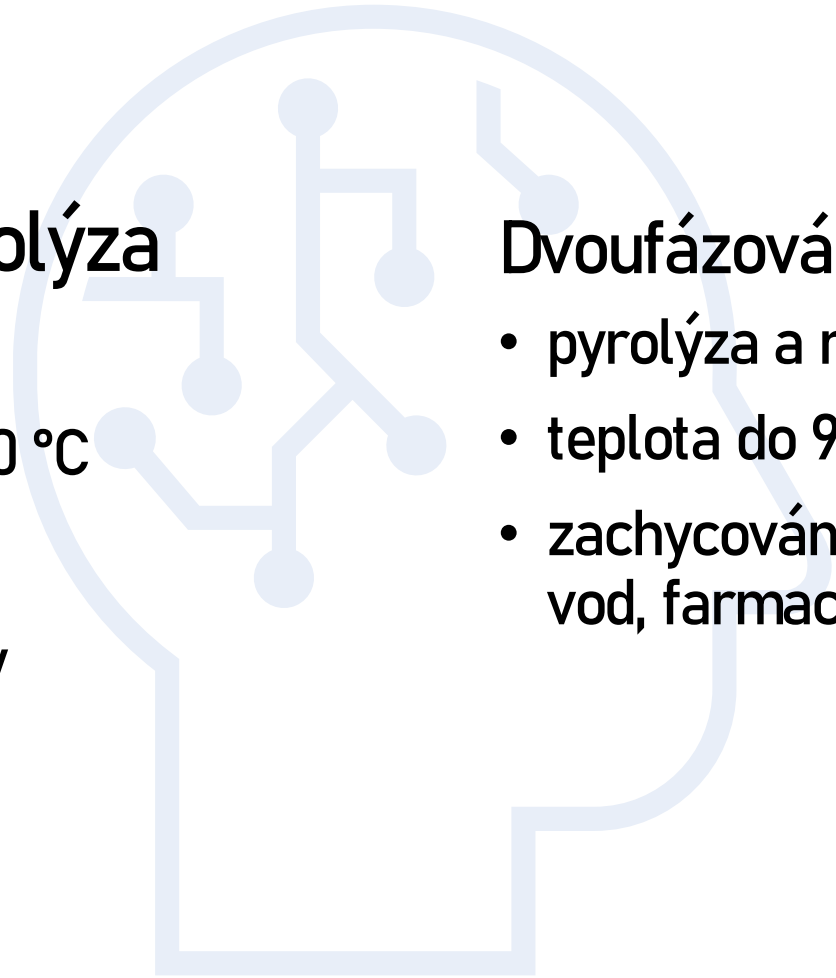 olýza
0 °C
y
Dvoufázová
• pyrolýza a
• teplota do 9
• zachycován
vod, farmac